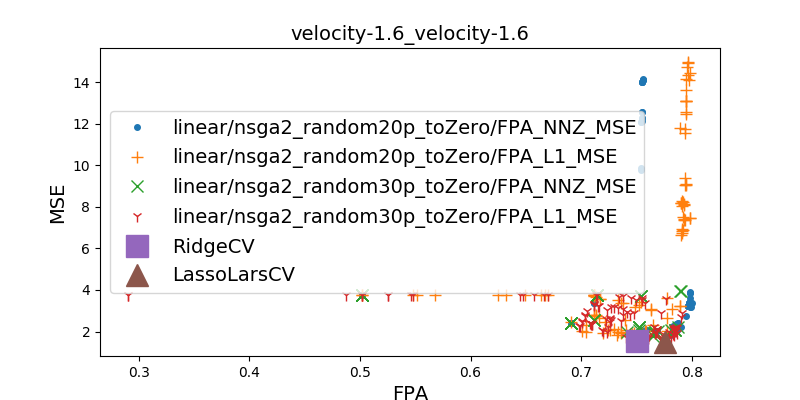 velocity-1.6_velocity-1.6
MSE
14
12
10
8
6
4
2
linear/nsga2_random20p_toZero/FPA_NNZ_MSE
linear/nsga2_random20p_toZero/FPA_L1_MSE
linear/nsga2_random30p_toZero/FPA_NNZ_MSE
linear/nsga2_random30p_toZero/FPA_L1_MSE
RidgeCV
LassoLarsCV
0.3 0.4 0.5 0.6 0.7 0.8
FPA